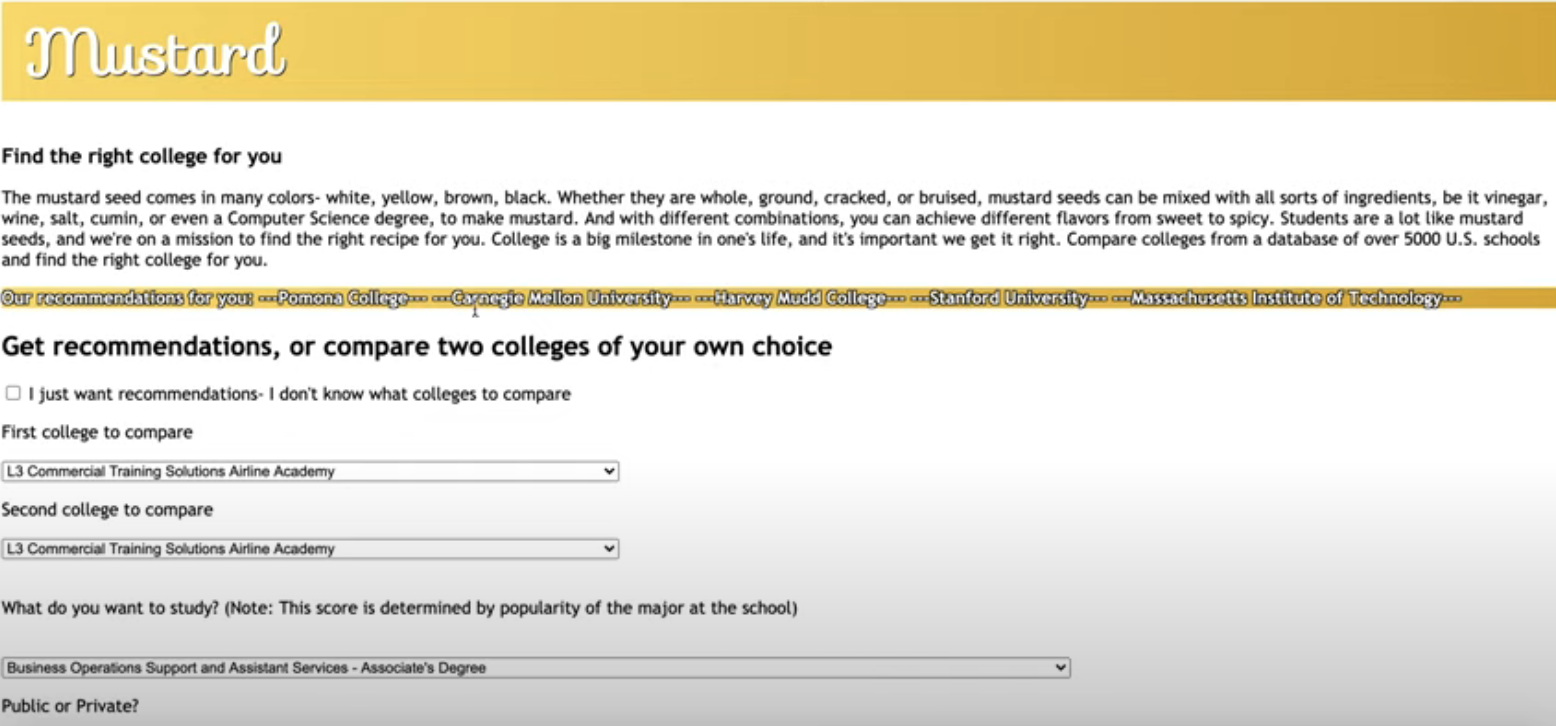 Mustard
Find the right college for you
The mustard seed comes in many colors- white, yellow, brown, black. Whether they are whole, ground, cracked, or bruised, mustard seeds can be mixed with all sorts of ingredients, be it vinegar,
wine, salt, cumin, or even a Computer Science degree, to make mustard. And with different combinations, you can achieve different flavors from sweet to spicy. Students are a lot like mustard
seeds, and we're on a mission to find the right recipe for you. College is a big milestone in one's life, and it's important we get it right. Compare colleges from a database of over 5000 U.S. schools
and find the right college for you.
Our recommendations for you: ---Pomona College--- ---Carnegie Mellon University--- ---Harvey Mudd College--- ---Stanford University--- ---Massachusetts Institute of Technology---
Get recommendations, or compare two colleges of your own choice
I just want recommendations- I don't know what colleges to compare
First college to compare
L3 Commercial Training Solutions Airline Academy
Second college to compare
L3 Commercial Training Solutions Airline Academy
What do you want to study? (Note: This score is determined by popularity of the major at the school)
Business Operations Support and Assistant Services - Associate's Degree
Public or Private?